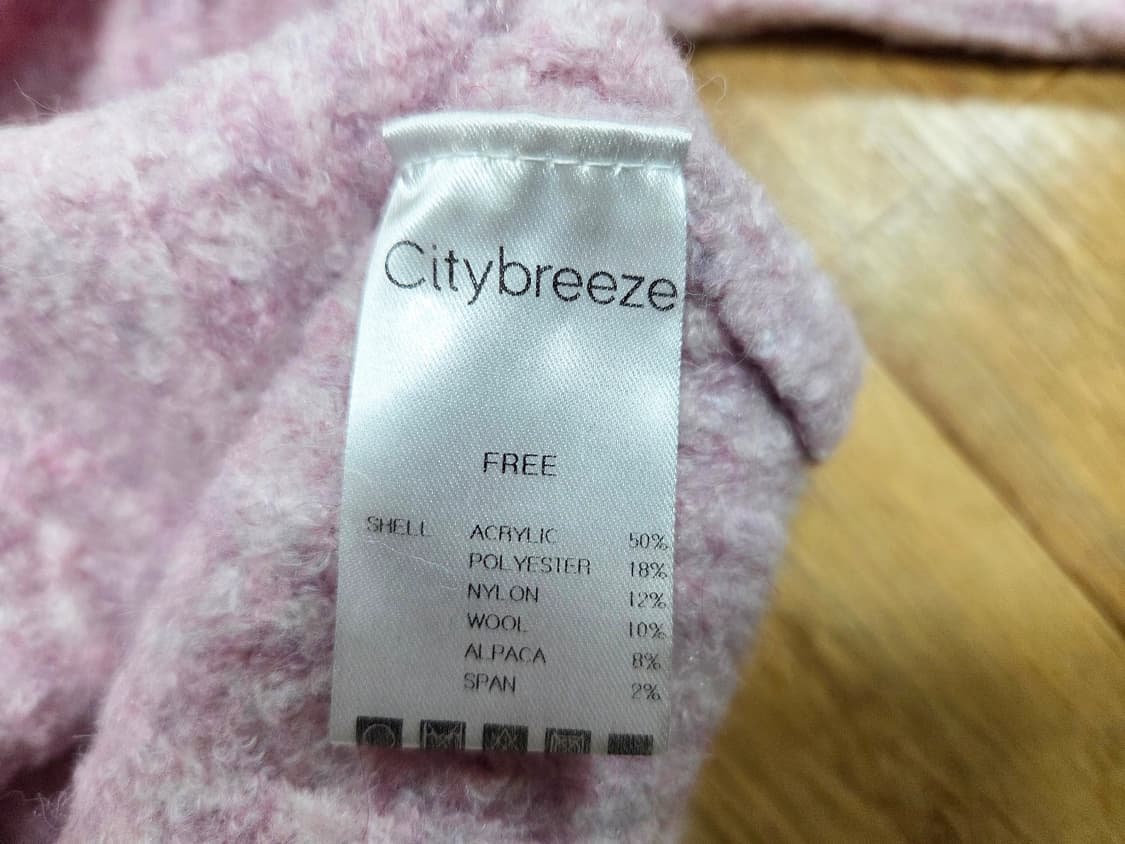 Citybreeze
FREE
SHELL ACRYLIC 50%
POLYESTER 18%
NYLON 12%
WOOL 10%
ALPACA 8%
SPAN 2%